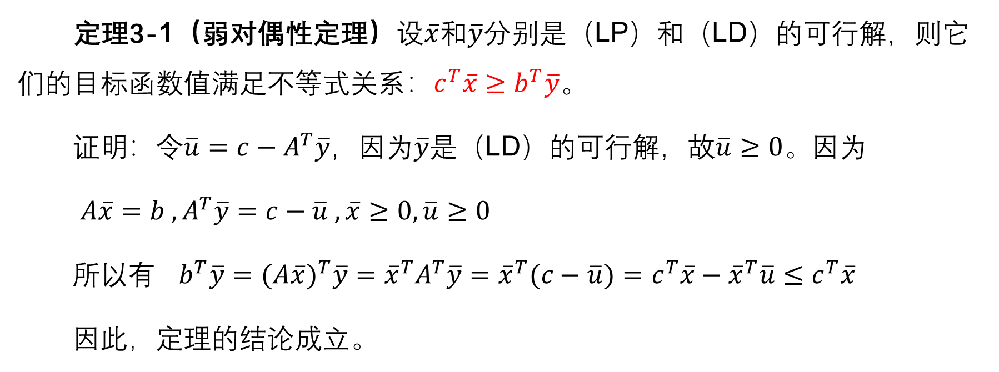 定理3-1（弱对偶性定理）设x̄和ȳ分别是（LP）和（LD）的可行解，则它
们的目标函数值满足不等式关系：cᵀx̄ ≥ bᵀȳ。
证明：令ū = c − Aᵀȳ，因为ȳ是（LD）的可行解，故ū ≥ 0。因为
Ax̄ = b , Aᵀȳ = c − ū , x̄ ≥ 0, ū ≥ 0
所以有 bᵀȳ = (Ax̄)ᵀȳ = x̄ᵀAᵀȳ = x̄ᵀ(c − ū) = cᵀx̄ − x̄ᵀū ≤ cᵀx̄
因此，定理的结论成立。